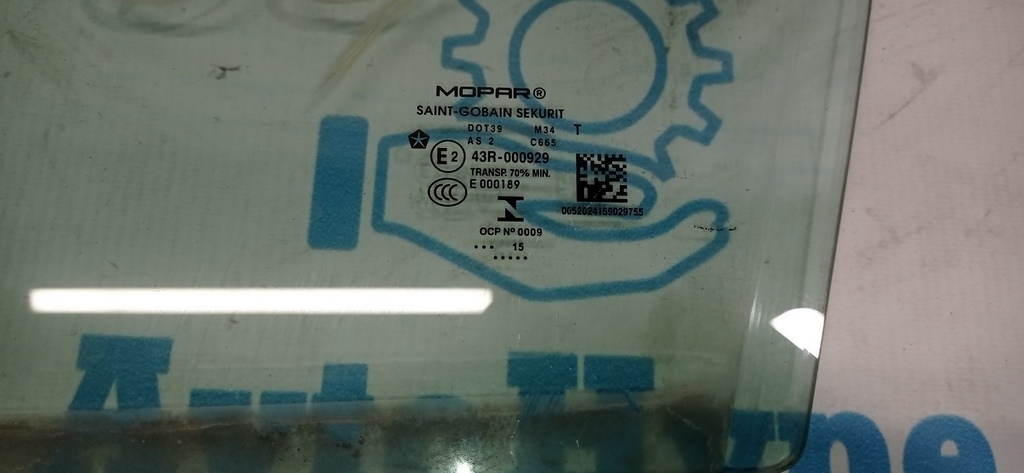 MOPAR®
SAINT-GOBAIN SEKURIT
DOT39 M34 T
AS 2 C665
E2 43R-000929
TRANSP. 70% MIN.
CCC E 000189
0052024159029755
OCP Nº 0009
••• 15
•••••